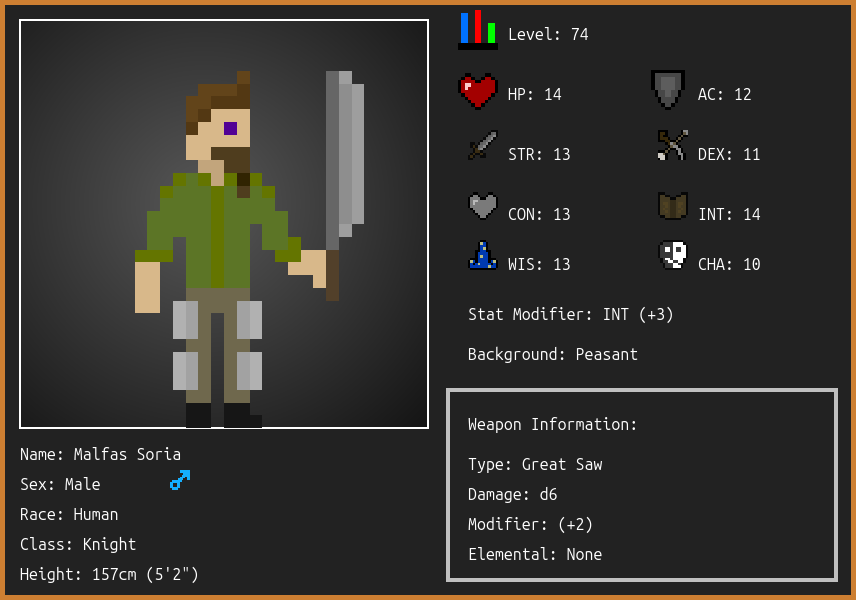 Level: 74
HP: 14
AC: 12
STR: 13
DEX: 11
CON: 13
INT: 14
WIS: 13
CHA: 10
Stat Modifier: INT (+3)
Background: Peasant
Weapon Information:
Type: Great Saw
Damage: d6
Modifier: (+2)
Elemental: None
Name: Malfas Soria
Sex: Male
Race: Human
Class: Knight
Height: 157cm (5'2")